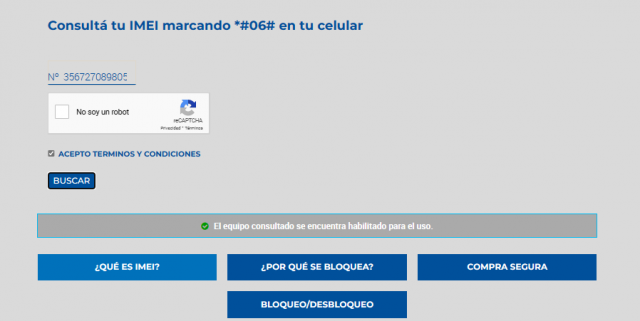 Consultá tu IMEI marcando *#06# en tu celular
Nº 356727089805
No soy un robot
reCAPTCHA
Privacidad - Términos
ACEPTO TERMINOS Y CONDICIONES
BUSCAR
El equipo consultado se encuentra habilitado para el uso.
¿QUÉ ES IMEI?
¿POR QUÉ SE BLOQUEA?
COMPRA SEGURA
BLOQUEO/DESBLOQUEO